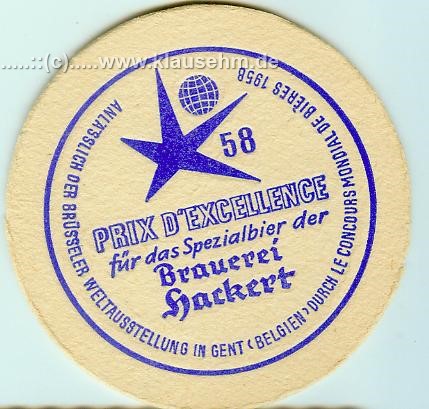 .....::(c).....www.klausehm.de.....
58
PRIX D'EXCELLENCE
für das Spezialbier der
Brauerei
Hackert
ANLÄSSLICH DER BRÜSSELER WELTAUSSTELLUNG IN GENT (BELGIEN) DURCH LE CONCOURS MONDIAL DE BIÈRES 1958